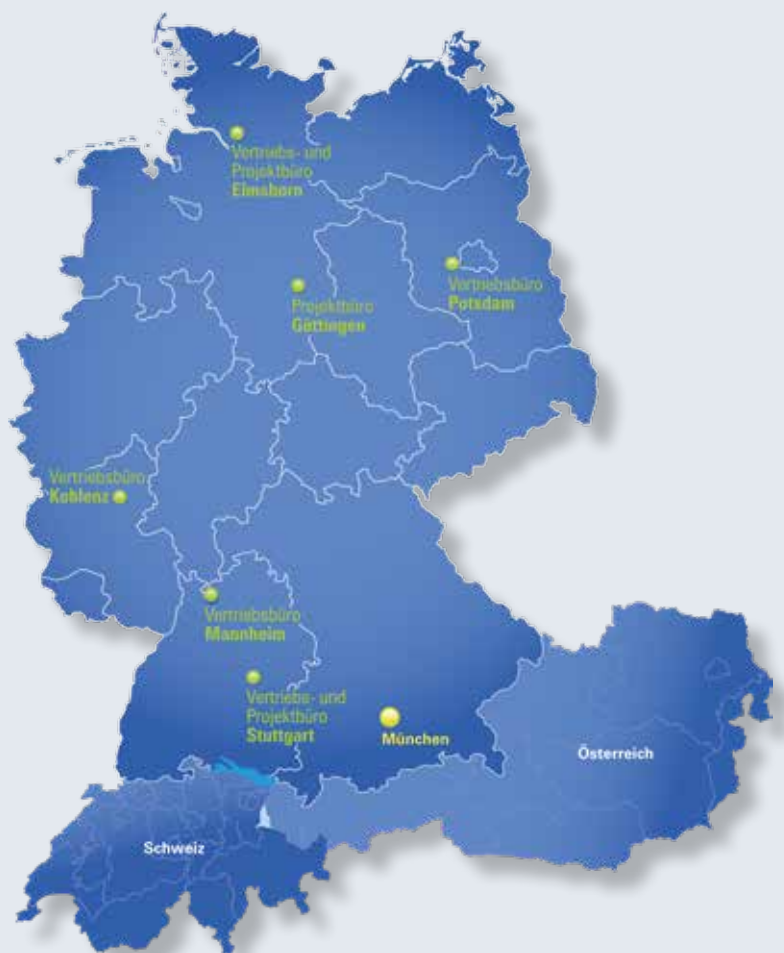 Vertriebs- und
Projektbüro
Elmshorn
Vertriebsbüro
Potsdam
Projektbüro
Göttingen
Vertriebsbüro
Koblenz
Vertriebsbüro
Mannheim
Vertriebs- und
Projektbüro
Stuttgart
München
Österreich
Schweiz